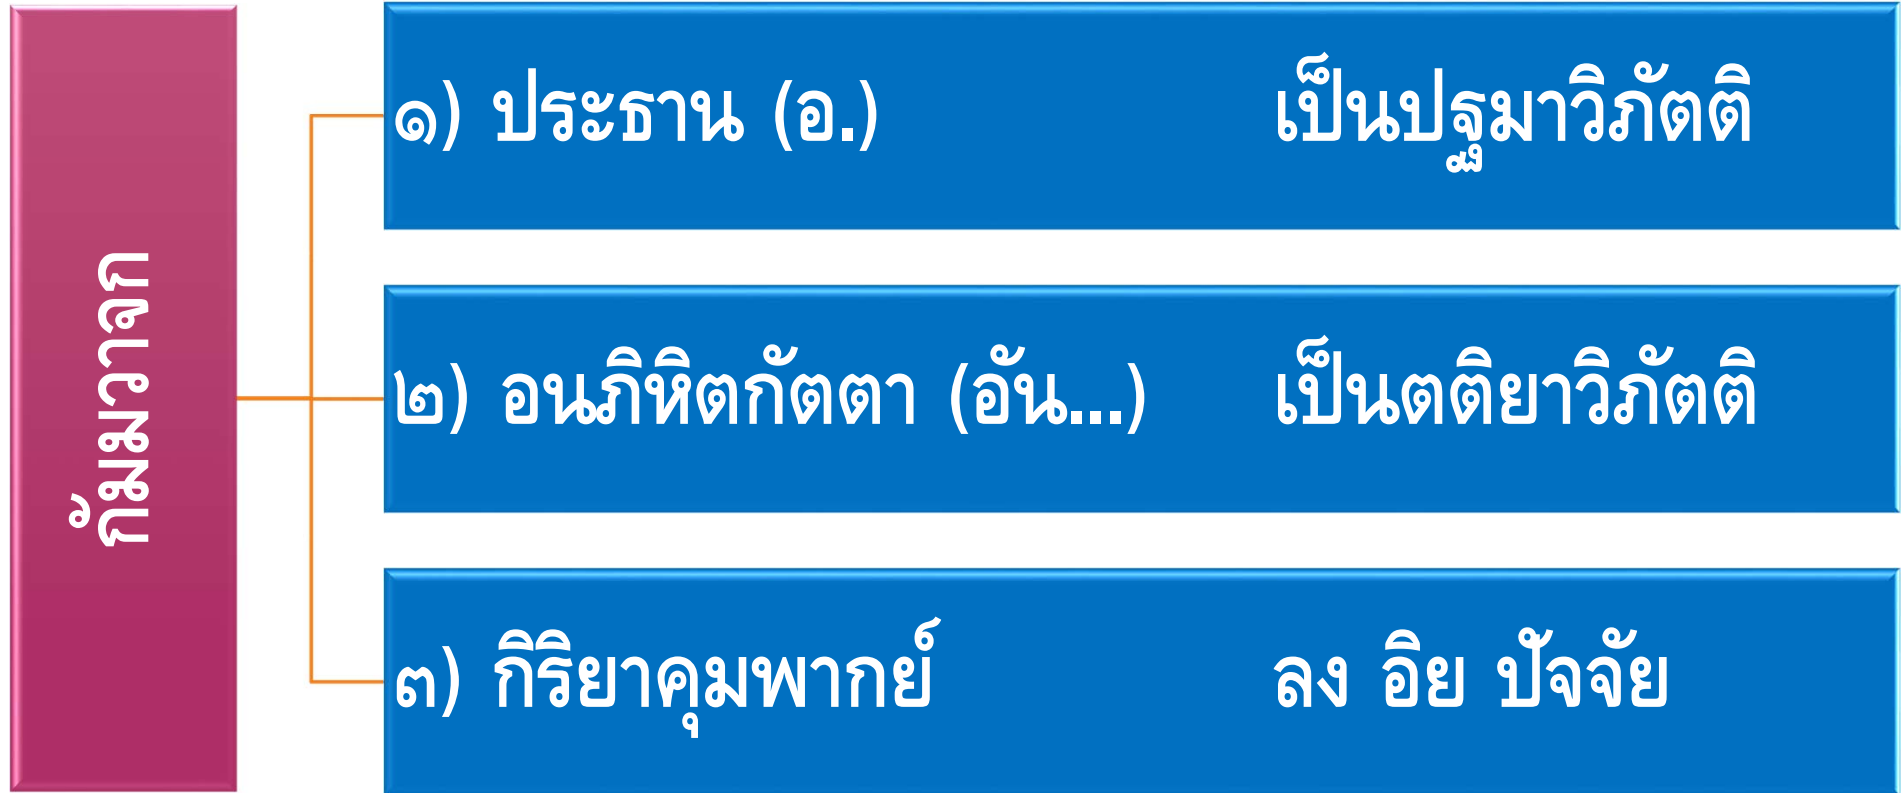 กัมมวาจก
๑) ประธาน (อ.) เป็นปฐมาวิภัตติ
๒) อนภิหิตกัตตา (อัน...) เป็นตติยาวิภัตติ
๓) กิริยาคุมพากย์ ลง อิย ปัจจัย